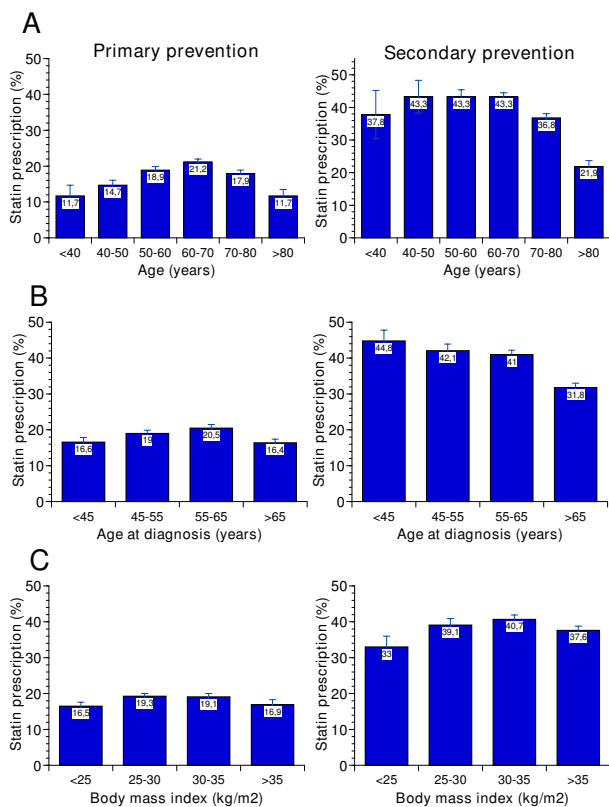 A
Primary prevention
Statin prescription (%)
50
40
30
20
10
0
11,7
14,7
18,9
21,2
17,9
11,7
<40 40-50 50-60 60-70 70-80 >80
Age (years)
Secondary prevention
Statin prescription (%)
50
40
30
20
10
0
37,8
43,3
43,3
43,3
36,8
21,9
<40 40-50 50-60 60-70 70-80 >80
Age (years)
B
Statin prescription (%)
50
40
30
20
10
0
16,6
19
20,5
16,4
<45 45-55 55-65 >65
Age at diagnosis (years)
Statin prescription (%)
50
40
30
20
10
0
44,8
42,1
41
31,8
<45 45-55 55-65 >65
Age at diagnosis (years)
C
Statin prescription (%)
50
40
30
20
10
0
16,5
19,3
19,1
16,9
<25 25-30 30-35 >35
Body mass index (kg/m2)
Statin prescription (%)
50
40
30
20
10
0
33
39,1
40,7
37,6
<25 25-30 30-35 >35
Body mass index (kg/m2)